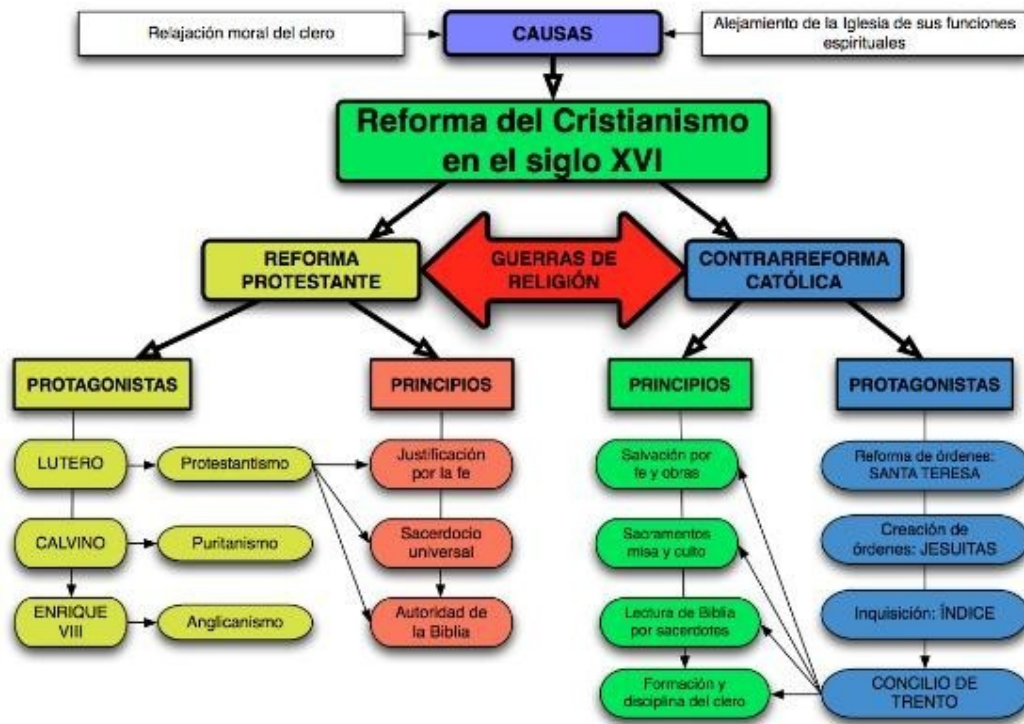 Relajación moral del clero
CAUSAS
Alejamiento de la Iglesia de sus funciones
espirituales
Reforma del Cristianismo
en el siglo XVI
REFORMA
PROTESTANTE
GUERRAS DE
RELIGIÓN
CONTRARREFORMA
CATÓLICA
PROTAGONISTAS
PRINCIPIOS
PRINCIPIOS
PROTAGONISTAS
LUTERO
Protestantismo
Justificación
por la fe
Salvación por
fe y obras
Reforma de órdenes:
SANTA TERESA
CALVINO
Puritanismo
Sacerdocio
universal
Sacramentos
misa y culto
Creación de
órdenes: JESUITAS
ENRIQUE
VIII
Anglicanismo
Autoridad de
la Biblia
Lectura de Biblia
por sacerdotes
Inquisición: ÍNDICE
Formación y
disciplina del clero
CONCILIO DE
TRENTO